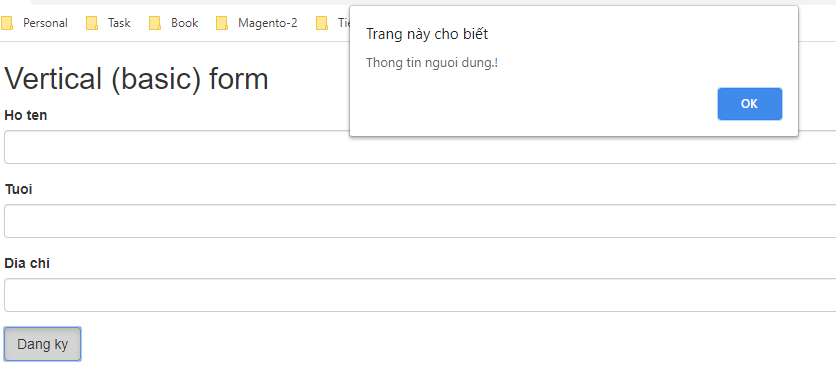 Personal Task Book Magento-2
Trang này cho biết
Thong tin nguoi dung.!
OK
Vertical (basic) form
Ho ten
Tuoi
Dia chi
Dang ky